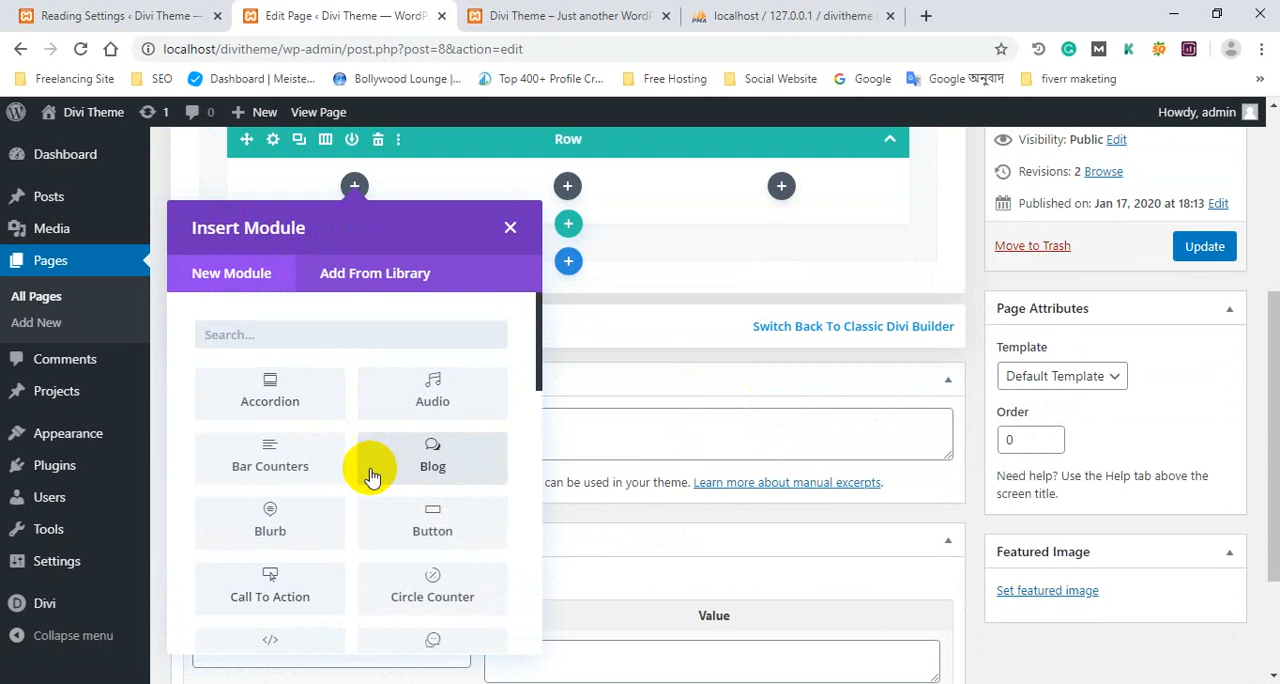 Reading Settings ‹ Divi Theme —
Edit Page ‹ Divi Theme — WordP
Divi Theme – Just another WordP
localhost / 127.0.0.1 / divitheme
localhost/divitheme/wp-admin/post.php?post=8&action=edit
Freelancing Site
SEO
Dashboard | Meiste...
Bollywood Lounge |...
Top 400+ Profile Cr...
Free Hosting
Social Website
Google
Google অনুবাদ
fiverr maketing
»
Divi Theme
1
0
New
View Page
Howdy, admin
Dashboard
Posts
Media
Pages
All Pages
Add New
Comments
Projects
Appearance
Plugins
Users
Tools
Settings
Divi
Collapse menu
Row
Insert Module
New Module
Add From Library
Search...
Accordion
Audio
Bar Counters
Blog
Blurb
Button
Call To Action
Circle Counter
Switch Back To Classic Divi Builder
can be used in your theme. Learn more about manual excerpts.
Value
Visibility: Public Edit
Revisions: 2 Browse
Published on: Jan 17, 2020 at 18:13 Edit
Move to Trash
Update
Page Attributes
Template
Default Template
Order
0
Need help? Use the Help tab above the
screen title.
Featured Image
Set featured image